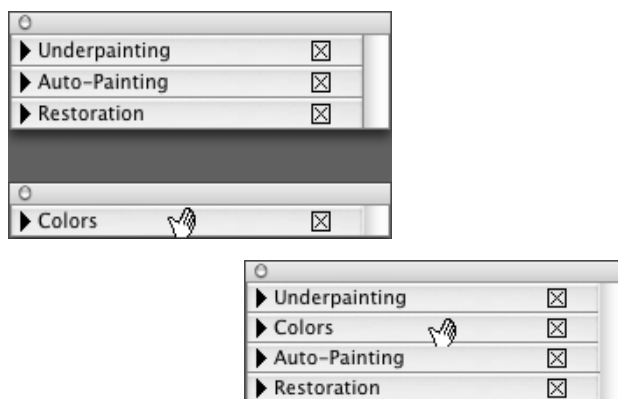 Underpainting
Auto-Painting
Restoration
Colors
Underpainting
Colors
Auto-Painting
Restoration